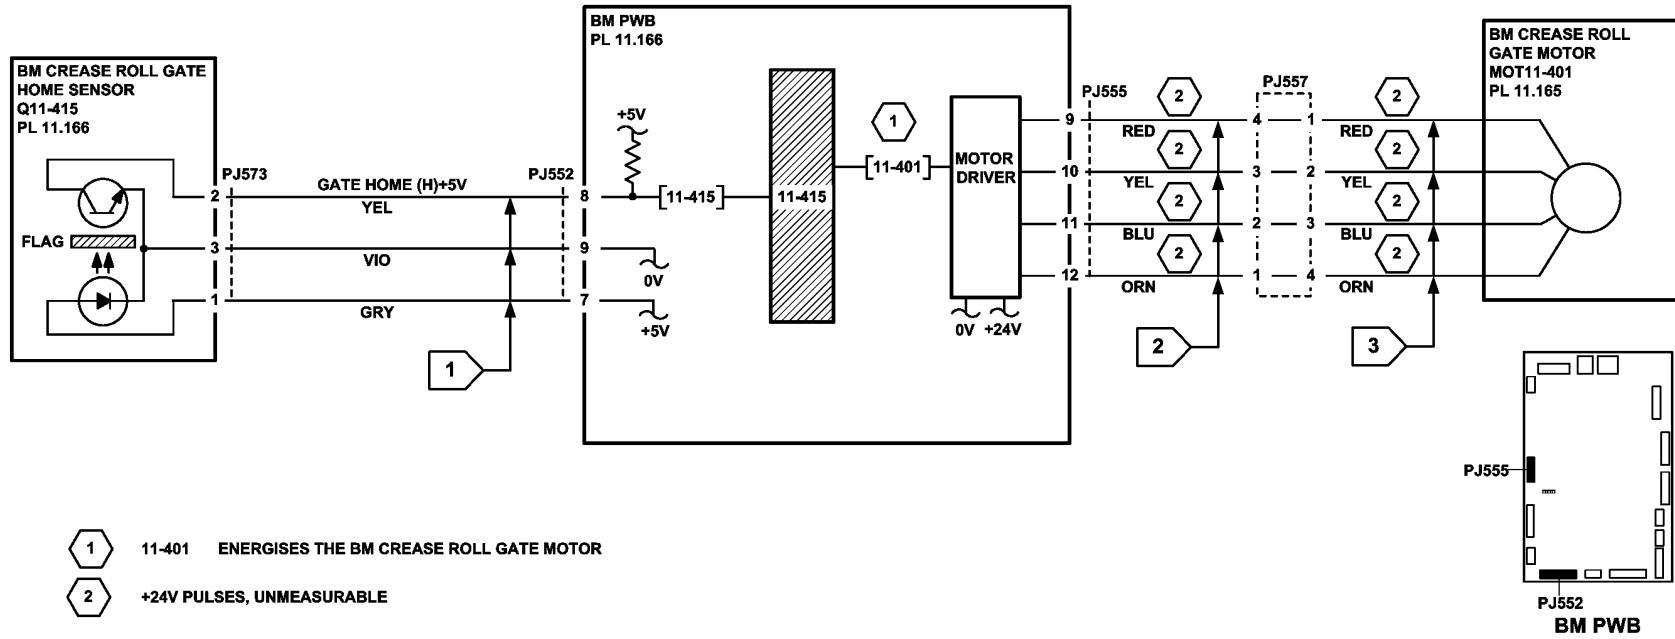 BM CREASE ROLL GATE
HOME SENSOR
Q11-415
PL 11.166
FLAG
PJ573
2
3
1
GATE HOME (H)+5V
YEL
VIO
GRY
1
PJ552
8
9
7
BM PWB
PL 11.166
+5V
[11-415]
0V
+5V
11-415
1
[11-401]
MOTOR
DRIVER
0V +24V
9
10
11
12
PJ555
2
RED
2
YEL
2
BLU
2
ORN
2
PJ557
4 1
3 2
2 3
1 4
2
RED
2
YEL
2
BLU
2
ORN
3
BM CREASE ROLL
GATE MOTOR
MOT11-401
PL 11.165
PJ555
PJ552
BM PWB
1 11-401 ENERGISES THE BM CREASE ROLL GATE MOTOR
2 +24V PULSES, UNMEASURABLE